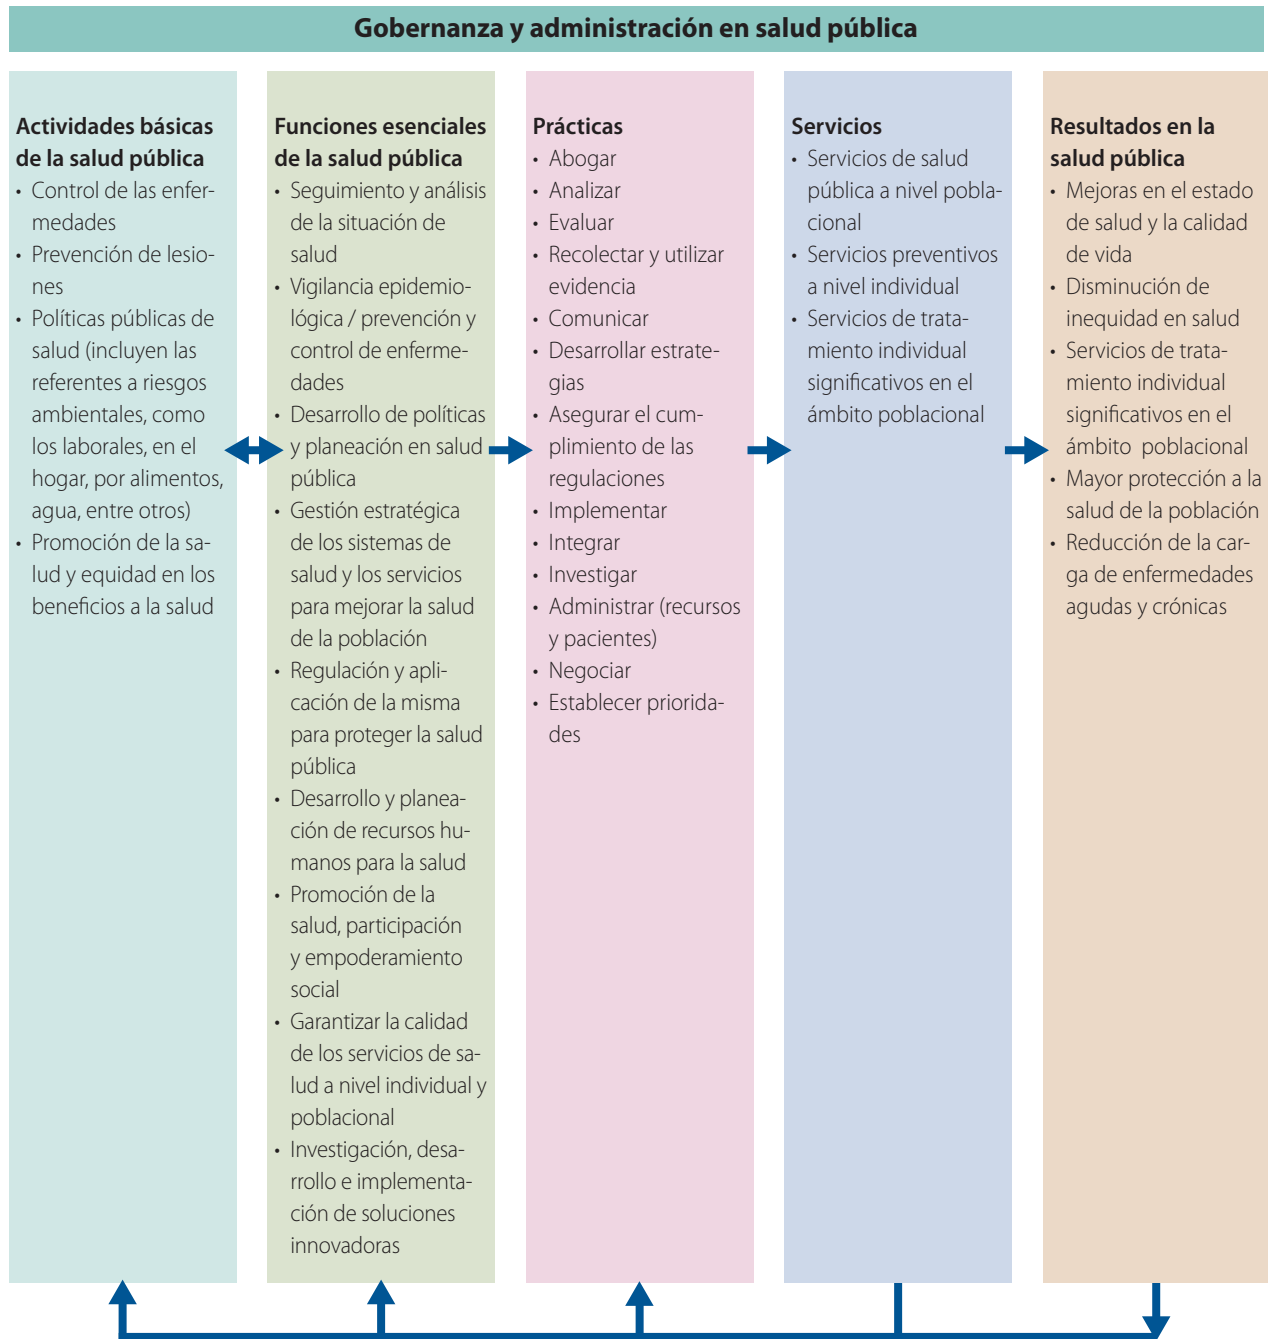 Gobernanza y administración en salud pública
Actividades básicas
de la salud pública
• Control de las enfer-
medades
• Prevención de lesio-
nes
• Políticas públicas de
salud (incluyen las
referentes a riesgos
ambientales, como
los laborales, en el
hogar, por alimentos,
agua, entre otros)
• Promoción de la sa-
lud y equidad en los
beneficios a la salud
Funciones esenciales
de la salud pública
• Seguimiento y análisis
de la situación de
salud
• Vigilancia epidemio-
lógica / prevención y
control de enferme-
dades
• Desarrollo de políticas
y planeación en salud
pública
• Gestión estratégica
de los sistemas de
salud y los servicios
para mejorar la salud
de la población
• Regulación y apli-
cación de la misma
para proteger la salud
pública
• Desarrollo y planea-
ción de recursos hu-
manos para la salud
• Promoción de la
salud, participación
y empoderamiento
social
• Garantizar la calidad
de los servicios de sa-
lud a nivel individual y
poblacional
• Investigación, desa-
rrollo e implementa-
ción de soluciones
innovadoras
Prácticas
• Abogar
• Analizar
• Evaluar
• Recolectar y utilizar
evidencia
• Comunicar
• Desarrollar estrate-
gias
• Asegurar el cum-
plimiento de las
regulaciones
• Implementar
• Integrar
• Investigar
• Administrar (recursos
y pacientes)
• Negociar
• Establecer priorida-
des
Servicios
• Servicios de salud
pública a nivel pobla-
cional
• Servicios preventivos
a nivel individual
• Servicios de trata-
miento individual
significativos en el
ámbito poblacional
Resultados en la
salud pública
• Mejoras en el estado
de salud y la calidad
de vida
• Disminución de
inequidad en salud
• Servicios de trata-
miento individual
significativos en el
ámbito poblacional
• Mayor protección a la
salud de la población
• Reducción de la car-
ga de enfermedades
agudas y crónicas